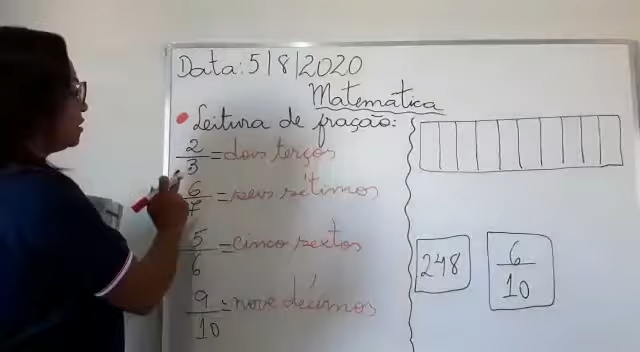 Data: 5/8/2020
Matematica
• Leitura de fração:
2/3 = dois terços
6/7 = seis sétimos
5/6 = cinco sextos
9/10 = nove décimos
248
6/10